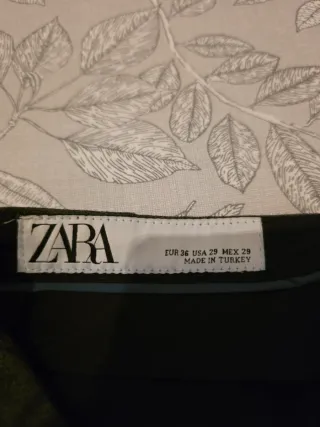 ZARA
EUR 36 USA 29 MEX 29
MADE IN TURKEY